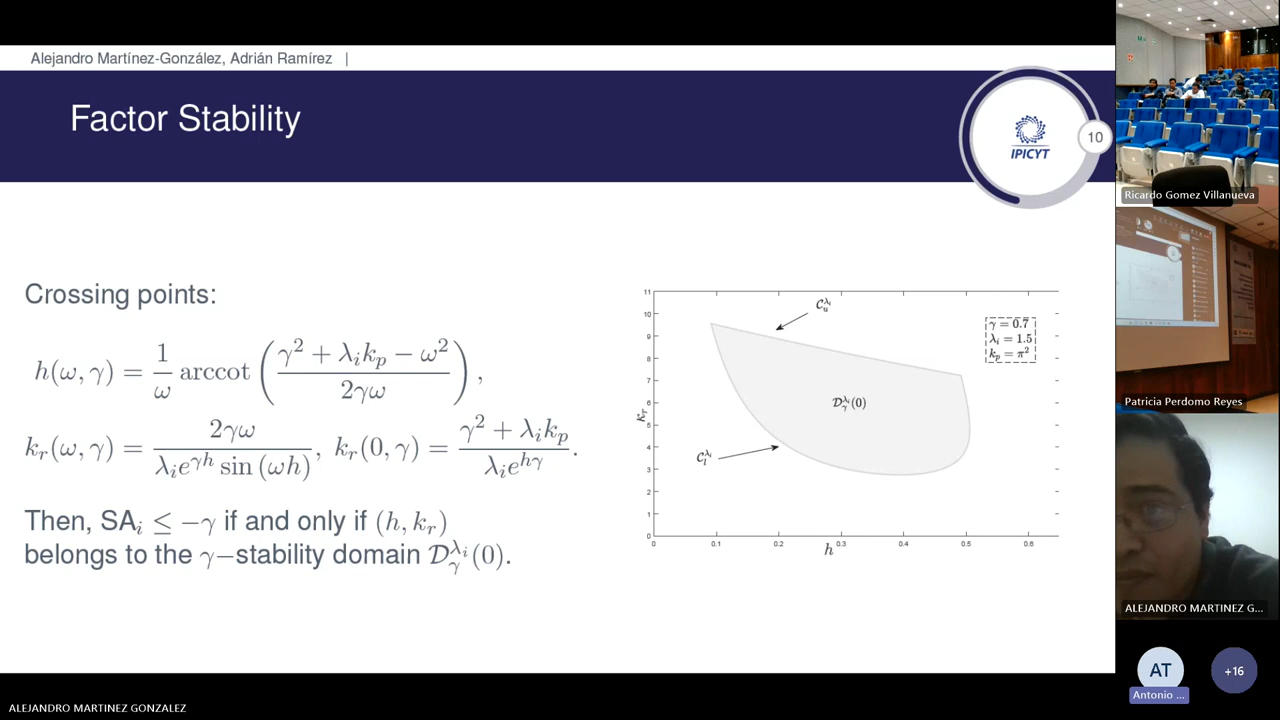 Alejandro Martínez-González, Adrián Ramírez |
Factor Stability
IPICYT
10
Crossing points:
h(ω, γ) = 1/ω arccot ( (γ² + λᵢkₚ − ω²) / 2γω ),
kᵣ(ω, γ) = 2γω / (λᵢe^{γh} sin (ωh)), kᵣ(0, γ) = (γ² + λᵢkₚ) / (λᵢe^{hγ}).
Then, SAᵢ ≤ −γ if and only if (h, kᵣ)
belongs to the γ−stability domain 𝒟_γ^{λᵢ}(0).
11
10
9
8
7
6
5
4
3
2
1
0
kᵣ
0 0.1 0.2 0.3 0.4 0.5 0.6
h
𝒞_u^{λᵢ}
𝒟_γ^{λᵢ}(0)
𝒞_l^{λᵢ}
γ = 0.7
λᵢ = 1.5
kₚ = π²
Ricardo Gomez Villanueva
Patricia Perdomo Reyes
ALEJANDRO MARTINEZ G...
AT
Antonio ...
+16
ALEJANDRO MARTINEZ GONZALEZ